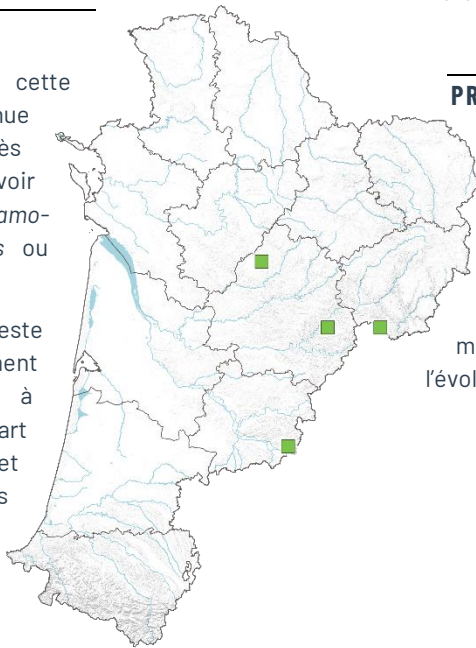 cette
nue
ès
voir
amo-
s ou
este
ment
à
art
et
s
PR
m
l'évol